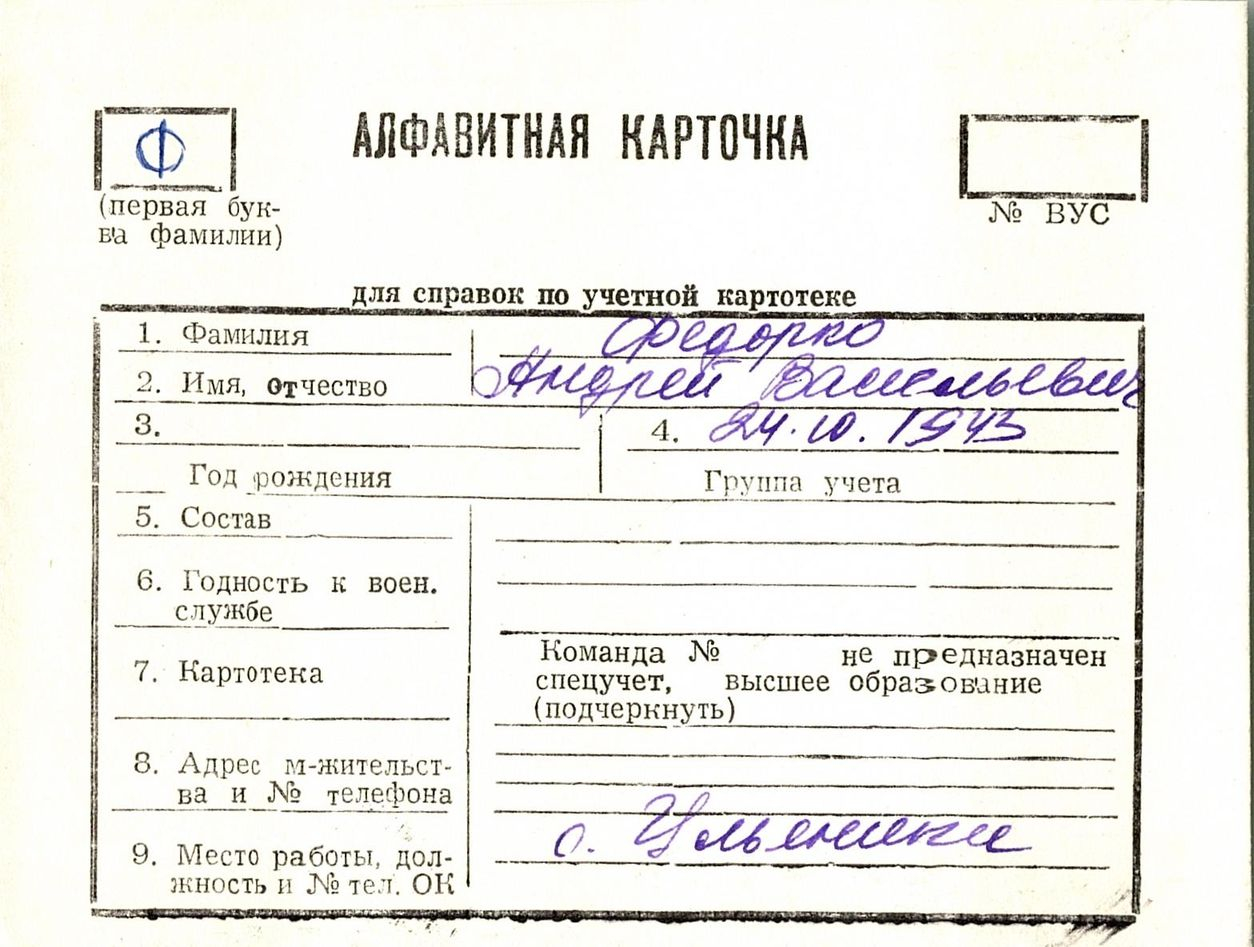 Ф
АЛФАВИТНАЯ КАРТОЧКА
(первая бук-
ва фамилии)
№ ВУС
для справок по учетной картотеке
1. Фамилия Федорко
2. Имя, отчество Андрей Васильевич
3. 4. 24.10.1943
Год рождения Группа учета
5. Состав
6. Годность к воен.
службе
7. Картотека
Команда № не предназначен
спецучет, высшее образование
(подчеркнуть)
8. Адрес м-жительст-
ва и № телефона
с. Ульяники
9. Место работы, дол-
жность и № тел. ОК